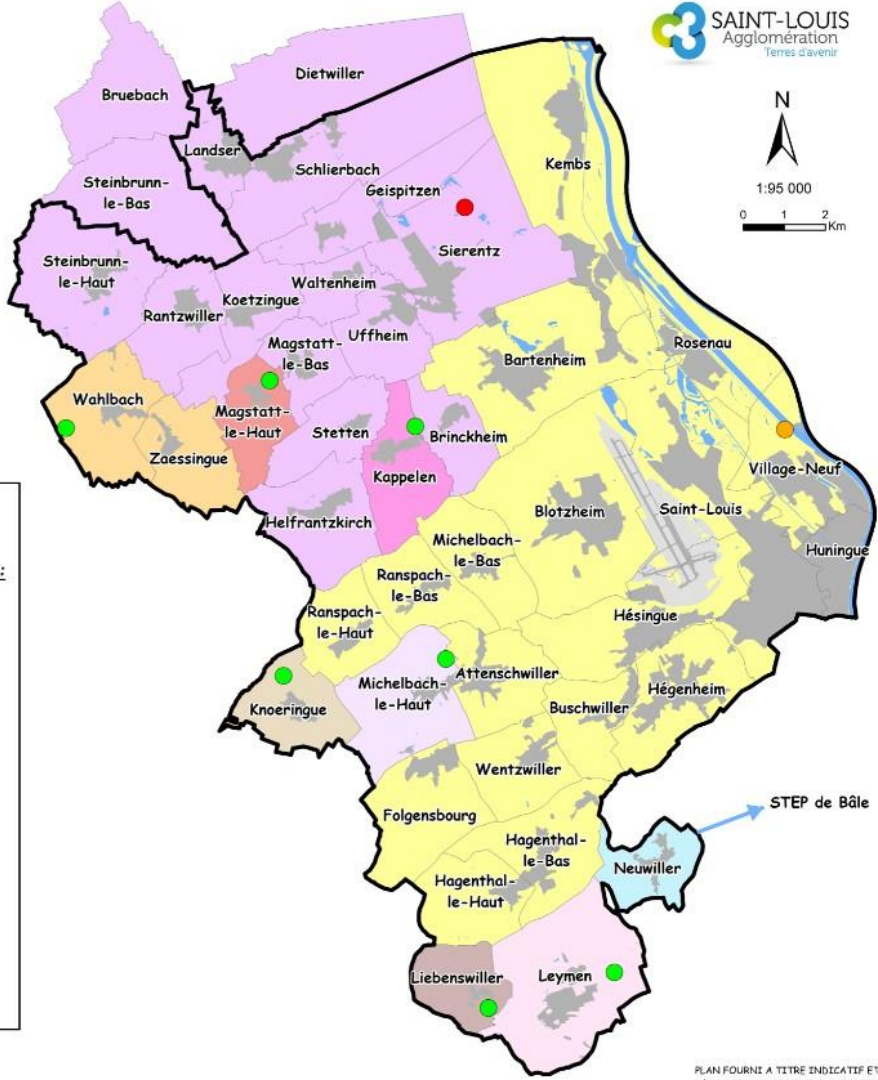 SAINT-LOUIS
Agglomération
Terres d'avenir
N
1:95 000
0 1 2
Km
Bruebach
Dietwiller
Landser
Schlierbach
Steinbrunn-
le-Bas
Geispitzen
Kembs
Sierentz
Steinbrunn-
le-Haut
Rantzwiller
Koetzingue
Waltenheim
Uffheim
Magstatt-
le-Bas
Bartenheim
Rosenau
Wahlbach
Magstatt-
le-Haut
Stetten
Brinckheim
Zaessingue
Kappelen
Village-Neuf
Helfrantzkirch
Blotzheim
Saint-Louis
Michelbach-
le-Bas
Huningue
Ranspach-
le-Bas
Ranspach-
le-Haut
Hésingue
Attenschwiller
Michelbach-
le-Haut
Hégenheim
Knoeringue
Buschwiller
Wentzwiller
Folgensbourg
STEP de Bâle
Hagenthal-
le-Bas
Neuwiller
Hagenthal-
le-Haut
Liebenswiller
Leymen
PLAN FOURNI A TITRE INDICATIF ET